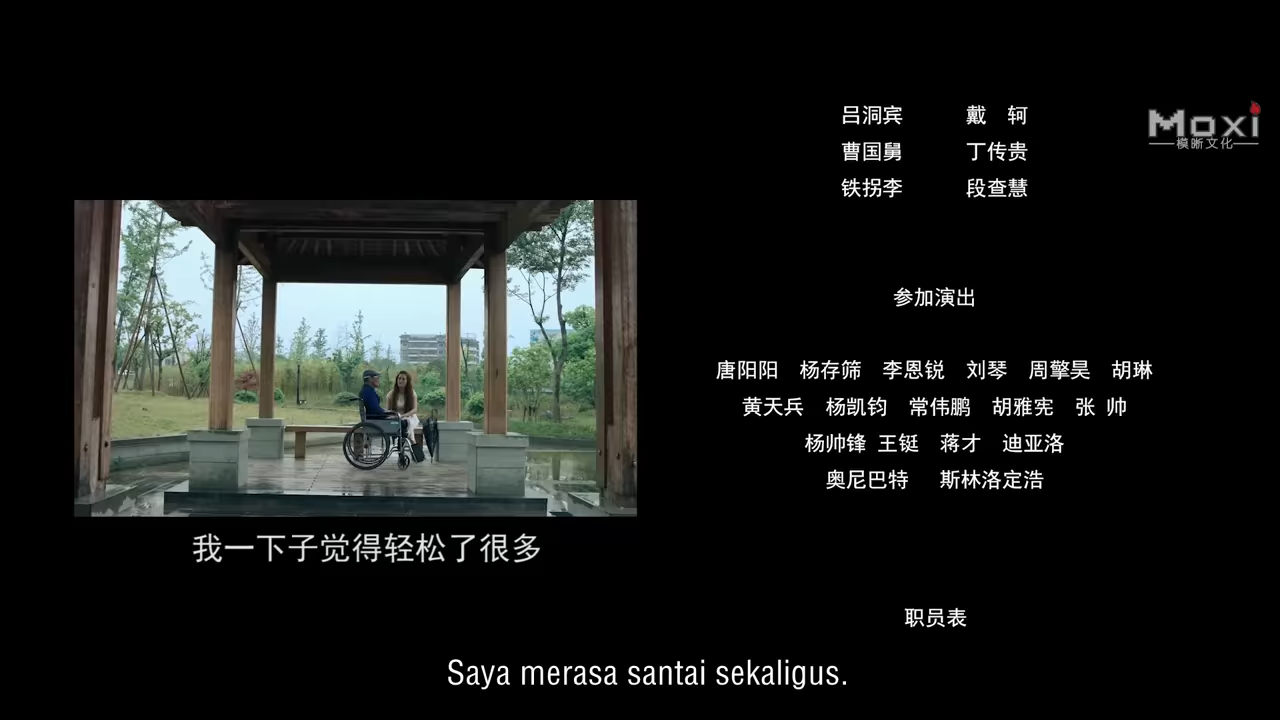 吕洞宾 戴 轲
曹国舅 丁传贵
铁拐李 段查慧
Moxi
模晰文化
参加演出
唐阳阳 杨存筛 李恩锐 刘琴 周擎昊 胡琳
黄天兵 杨凯钧 常伟鹏 胡雅宪 张 帅
杨帅锋 王铤 蒋才 迪亚洛
奥尼巴特 斯林洛定浩
我一下子觉得轻松了很多
职员表
Saya merasa santai sekaligus.